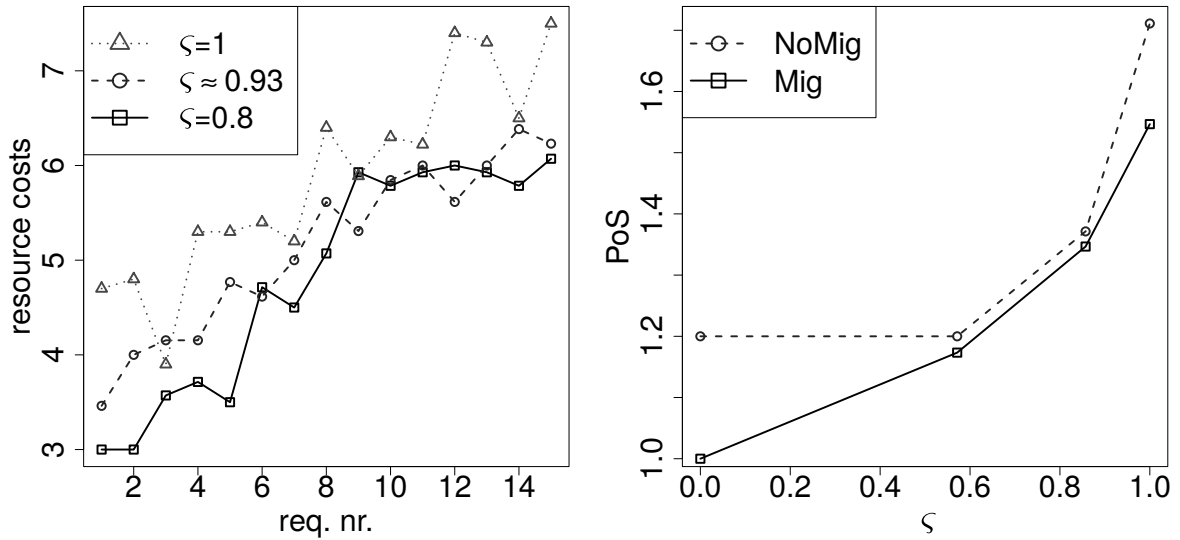 ς=1
ς≈0.93
ς=0.8
resource costs
7
6
5
4
3
2 4 6 8 10 12 14
req. nr.
NoMig
Mig
PoS
1.6
1.4
1.2
1.0
0.0 0.2 0.4 0.6 0.8 1.0
ς